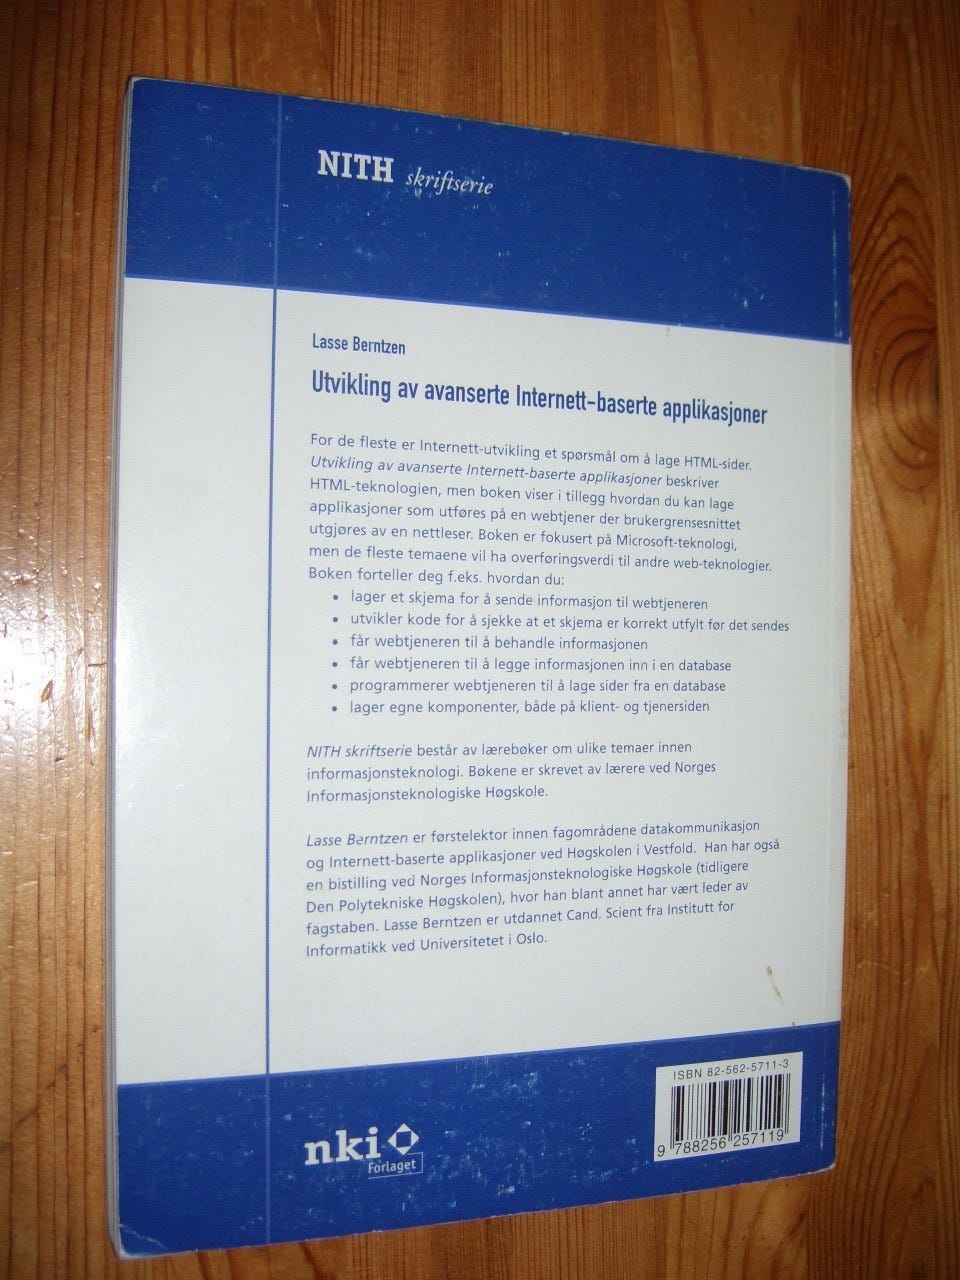 NITH skriftserie
Lasse Berntzen
Utvikling av avanserte Internett-baserte applikasjoner
For de fleste er Internett-utvikling et spørsmål om å lage HTML-sider.
Utvikling av avanserte Internett-baserte applikasjoner beskriver
HTML-teknologien, men boken viser i tillegg hvordan du kan lage
applikasjoner som utføres på en webtjener der brukergrensesnittet
utgjøres av en nettleser. Boken er fokusert på Microsoft-teknologi,
men de fleste temaene vil ha overføringsverdi til andre web-teknologier.
Boken forteller deg f.eks. hvordan du:
• lager et skjema for å sende informasjon til webtjeneren
• utvikler kode for å sjekke at et skjema er korrekt utfylt før det sendes
• får webtjeneren til å behandle informasjonen
• får webtjeneren til å legge informasjonen inn i en database
• programmerer webtjeneren til å lage sider fra en database
• lager egne komponenter, både på klient- og tjenersiden
NITH skriftserie består av lærebøker om ulike temaer innen
informasjonsteknologi. Bøkene er skrevet av lærere ved Norges
Informasjonsteknologiske Høgskole.
Lasse Berntzen er førstelektor innen fagområdene datakommunikasjon
og Internett-baserte applikasjoner ved Høgskolen i Vestfold. Han har også
en bistilling ved Norges Informasjonsteknologiske Høgskole (tidligere
Den Polytekniske Høgskolen), hvor han blant annet har vært leder av
fagstaben. Lasse Berntzen er utdannet Cand. Scient fra Institutt for
Informatikk ved Universitetet i Oslo.
ISBN 82-562-5711-3
9 788256 257119
nki
Forlaget